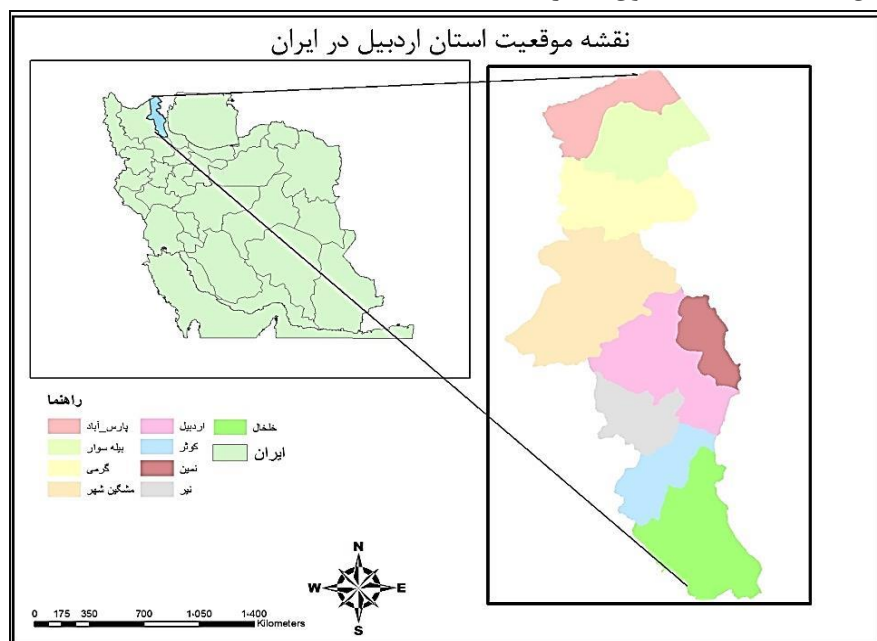 نقشه موقعیت استان اردبیل در ایران
راهنما
پارس_آباد
بیله سوار
گرمی
مشگین شهر
اردبیل
کوثر
نمین
نیر
خلخال
ایران
N
W E
S
0 175 350 700 1٬050 1٬400
Kilometers